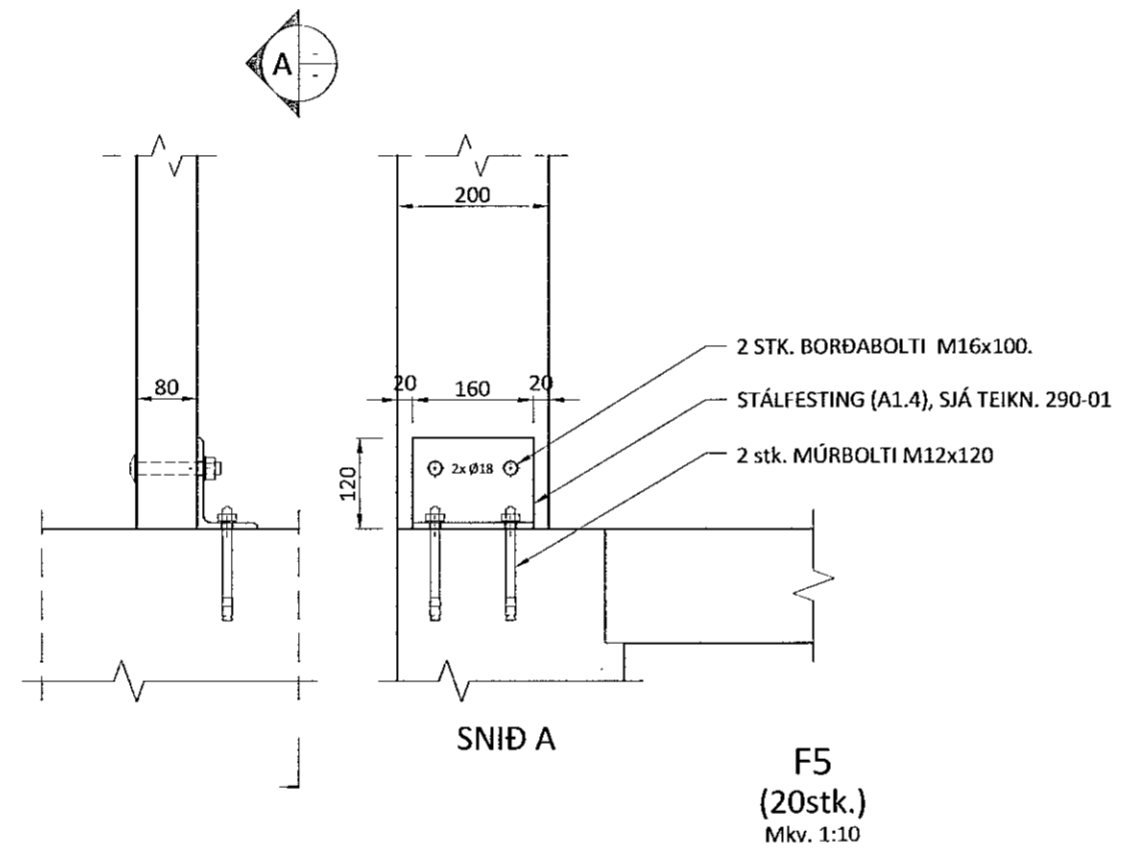 A
200
2 STK. BORÐABOLTI M16x100.
80
20 160 20
STÁLFESTING (A1.4), SJÁ TEIKN. 290-01
2 stk. MÚRBOLTI M12x120
2x Ø18
120
SNIÐ A
F5
(20stk.)
Mkv. 1:10